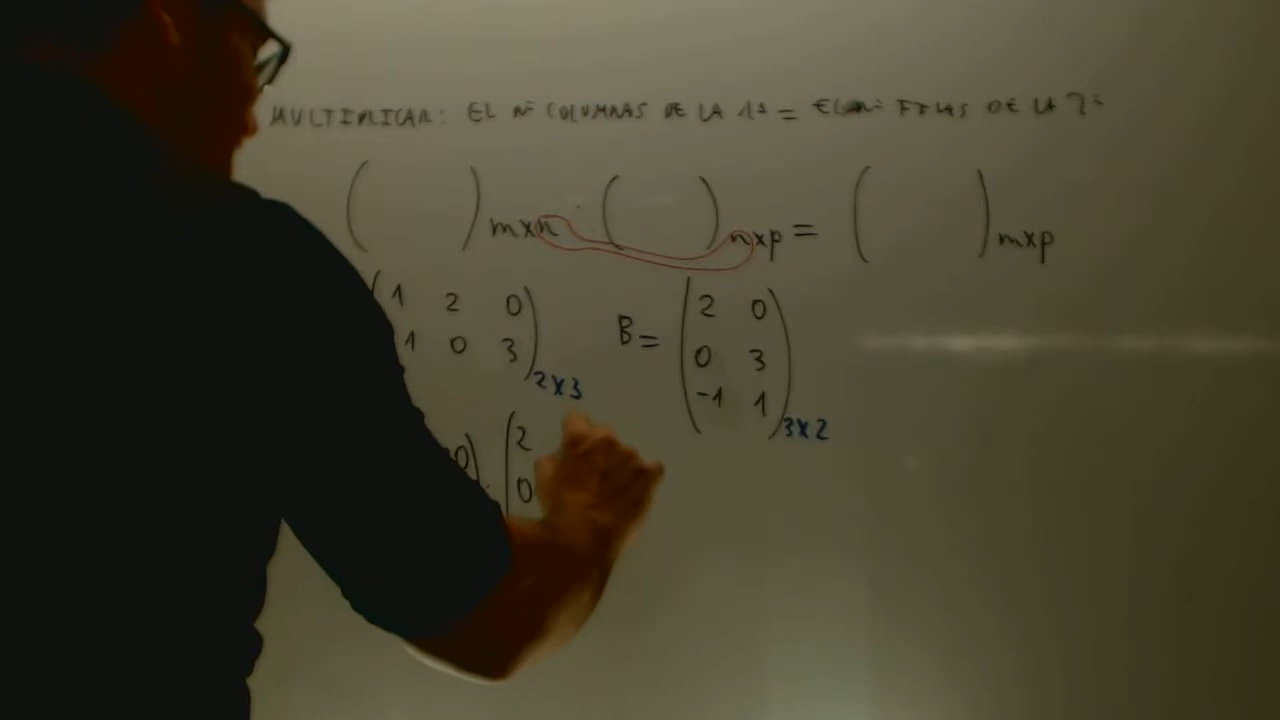 MULTIPLICAR: EL Nº COLUMNAS DE LA 1ª = EL Nº FILAS DE LA 2ª
( )mxn · ( )nxp = ( )mxp
1 2 0
1 0 3
2x3
B =
2 0
0 3
-1 1
3x2
0) · (2
0